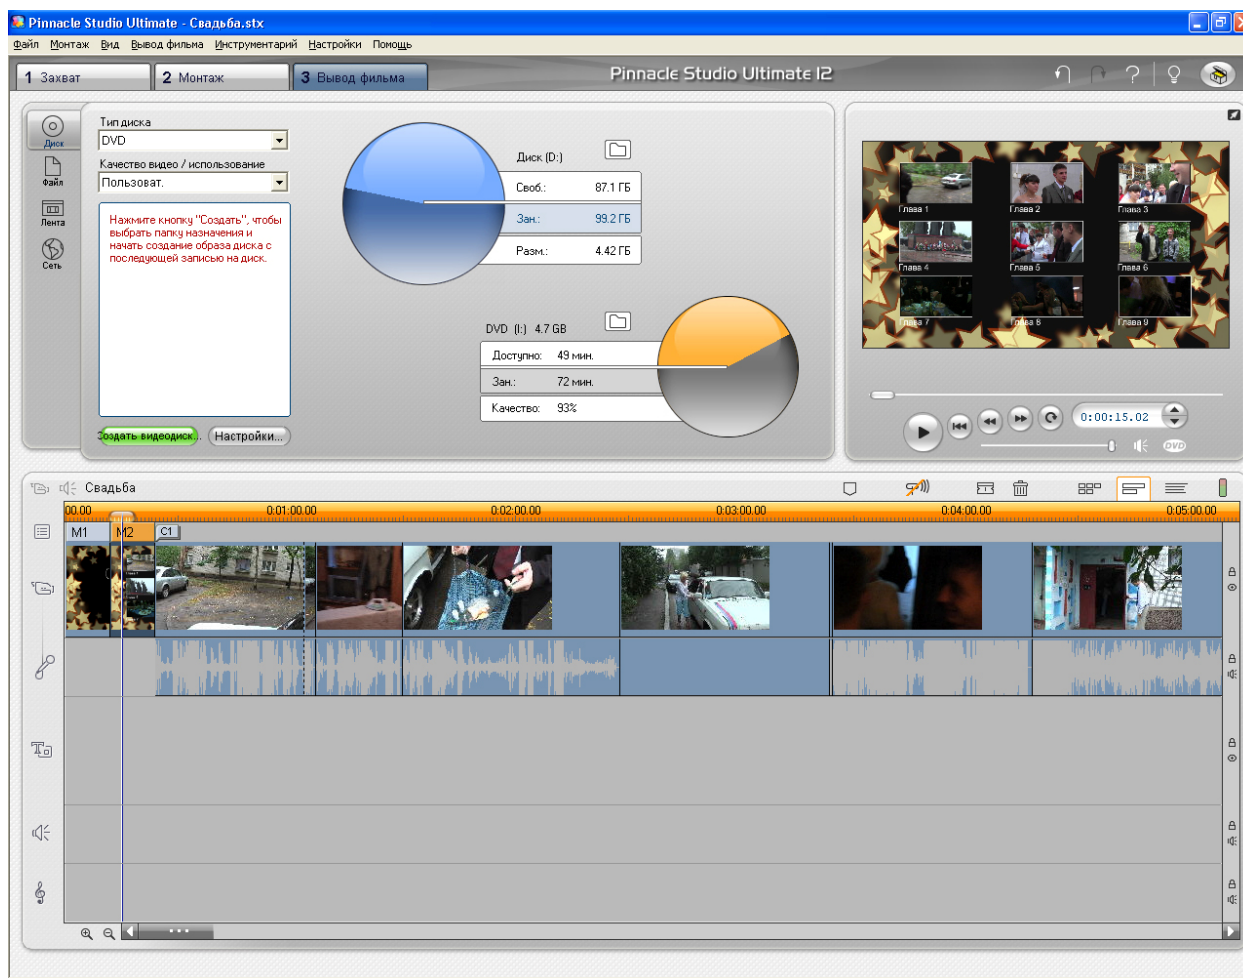 Pinnacle Studio Ultimate - Свадьба.stx
Файл Монтаж Вид Вывод фильма Инструментарий Настройки Помощь
1 Захват
2 Монтаж
3 Вывод фильма
Pinnacle Studio Ultimate 12
Диск
Файл
Лента
Сеть
Тип диска
DVD
Качество видео / использование
Пользоват.
Нажмите кнопку "Создать", чтобы
выбрать папку назначения и
начать создание образа диска с
последующей записью на диск.
Создать видеодиск...
Настройки...
Диск (D:)
Своб.: 87.1 ГБ
Зан.: 99.2 ГБ
Разм.: 4.42 ГБ
DVD (I:) 4.7 GB
Доступно: 49 мин.
Зан.: 72 мин.
Качество: 93%
Глава 1 Глава 2 Глава 3
Глава 4 Глава 5 Глава 6
Глава 7 Глава 8 Глава 9
0:00:15.02
DVD
Свадьба
00.00 0:01:00.00 0:02:00.00 0:03:00.00 0:04:00.00 0:05:00.00
М1 М2 C1